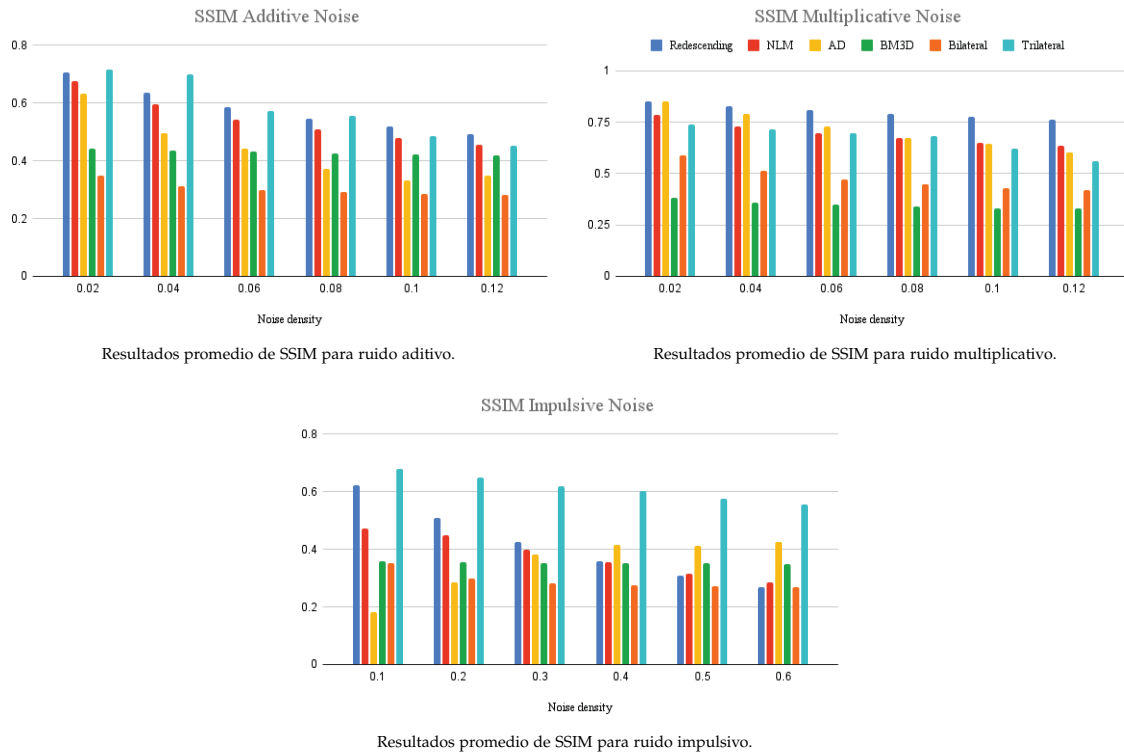 SSIM Additive Noise
0.8
0.6
0.4
0.2
0
0.02 0.04 0.06 0.08 0.1 0.12
Noise density
Resultados promedio de SSIM para ruido aditivo.
SSIM Multiplicative Noise
Redescending NLM AD BM3D Bilateral Trilateral
1
0.75
0.5
0.25
0
0.02 0.04 0.06 0.08 0.1 0.12
Noise density
Resultados promedio de SSIM para ruido multiplicativo.
SSIM Impulsive Noise
0.8
0.6
0.4
0.2
0
0.1 0.2 0.3 0.4 0.5 0.6
Noise density
Resultados promedio de SSIM para ruido impulsivo.